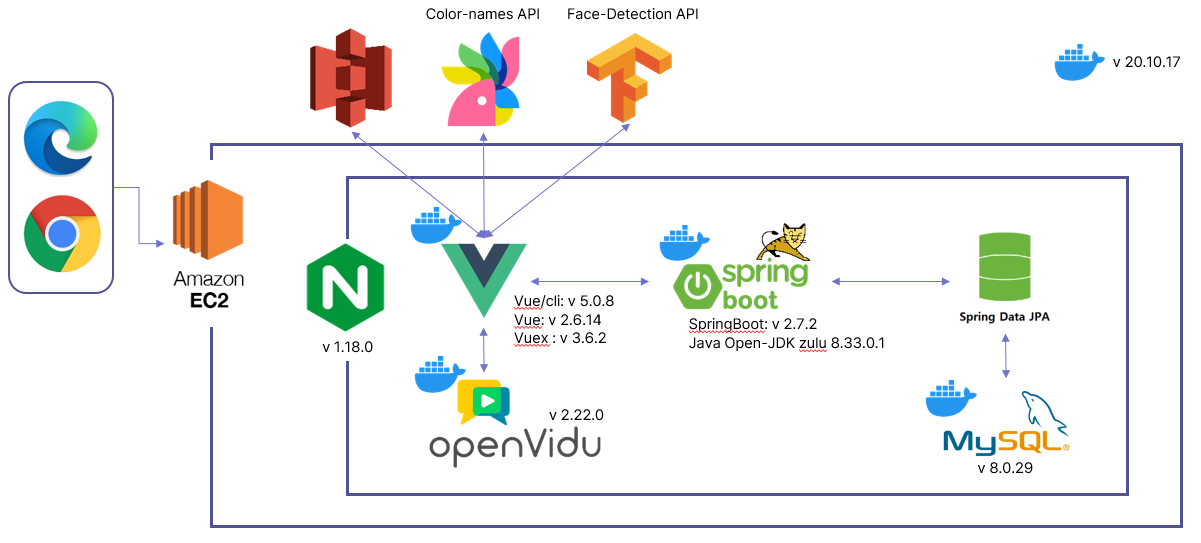 Color-names API
Face-Detection API
v 20.10.17
Amazon
EC2
N
v 1.18.0
Vue/cli: v 5.0.8
Vue: v 2.6.14
Vuex : v 3.6.2
spring
boot
SpringBoot: v 2.7.2
Java Open-JDK zulu 8.33.0.1
Spring Data JPA
v 2.22.0
openVidu
MySQL®
v 8.0.29